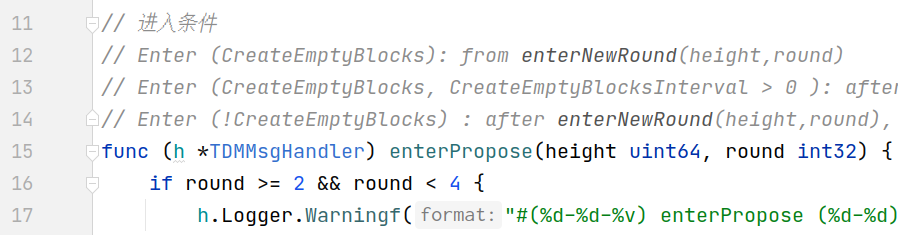 11 // 进入条件
12 // Enter (CreateEmptyBlocks): from enterNewRound(height,round)
13 // Enter (CreateEmptyBlocks, CreateEmptyBlocksInterval > 0 ): after
14 // Enter (!CreateEmptyBlocks) : after enterNewRound(height,round),
15 func (h *TDMMsgHandler) enterPropose(height uint64, round int32) {
16 if round >= 2 && round < 4 {
17 h.Logger.Warningf( format: "#(%d-%d-%v) enterPropose (%d-%d)